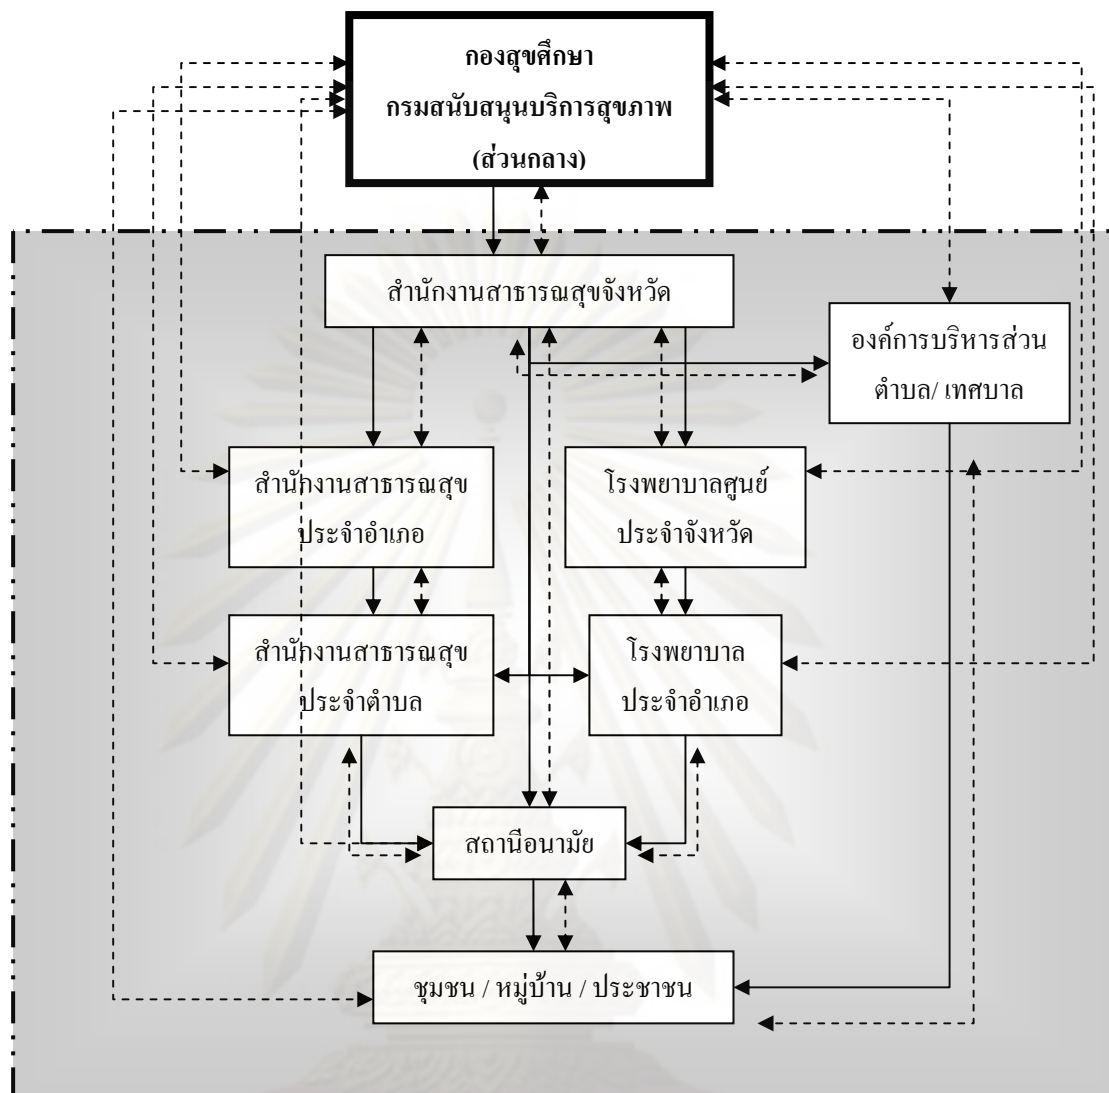 กองสุขศึกษา
กรมสนับสนุนบริการสุขภาพ
(ส่วนกลาง)
สำนักงานสาธารณสุขจังหวัด
องค์การบริหารส่วน
ตำบล/ เทศบาล
สำนักงานสาธารณสุข
ประจำอำเภอ
โรงพยาบาลศูนย์
ประจำจังหวัด
สำนักงานสาธารณสุข
ประจำตำบล
โรงพยาบาล
ประจำอำเภอ
สถานีอนามัย
ชุมชน / หมู่บ้าน / ประชาชน